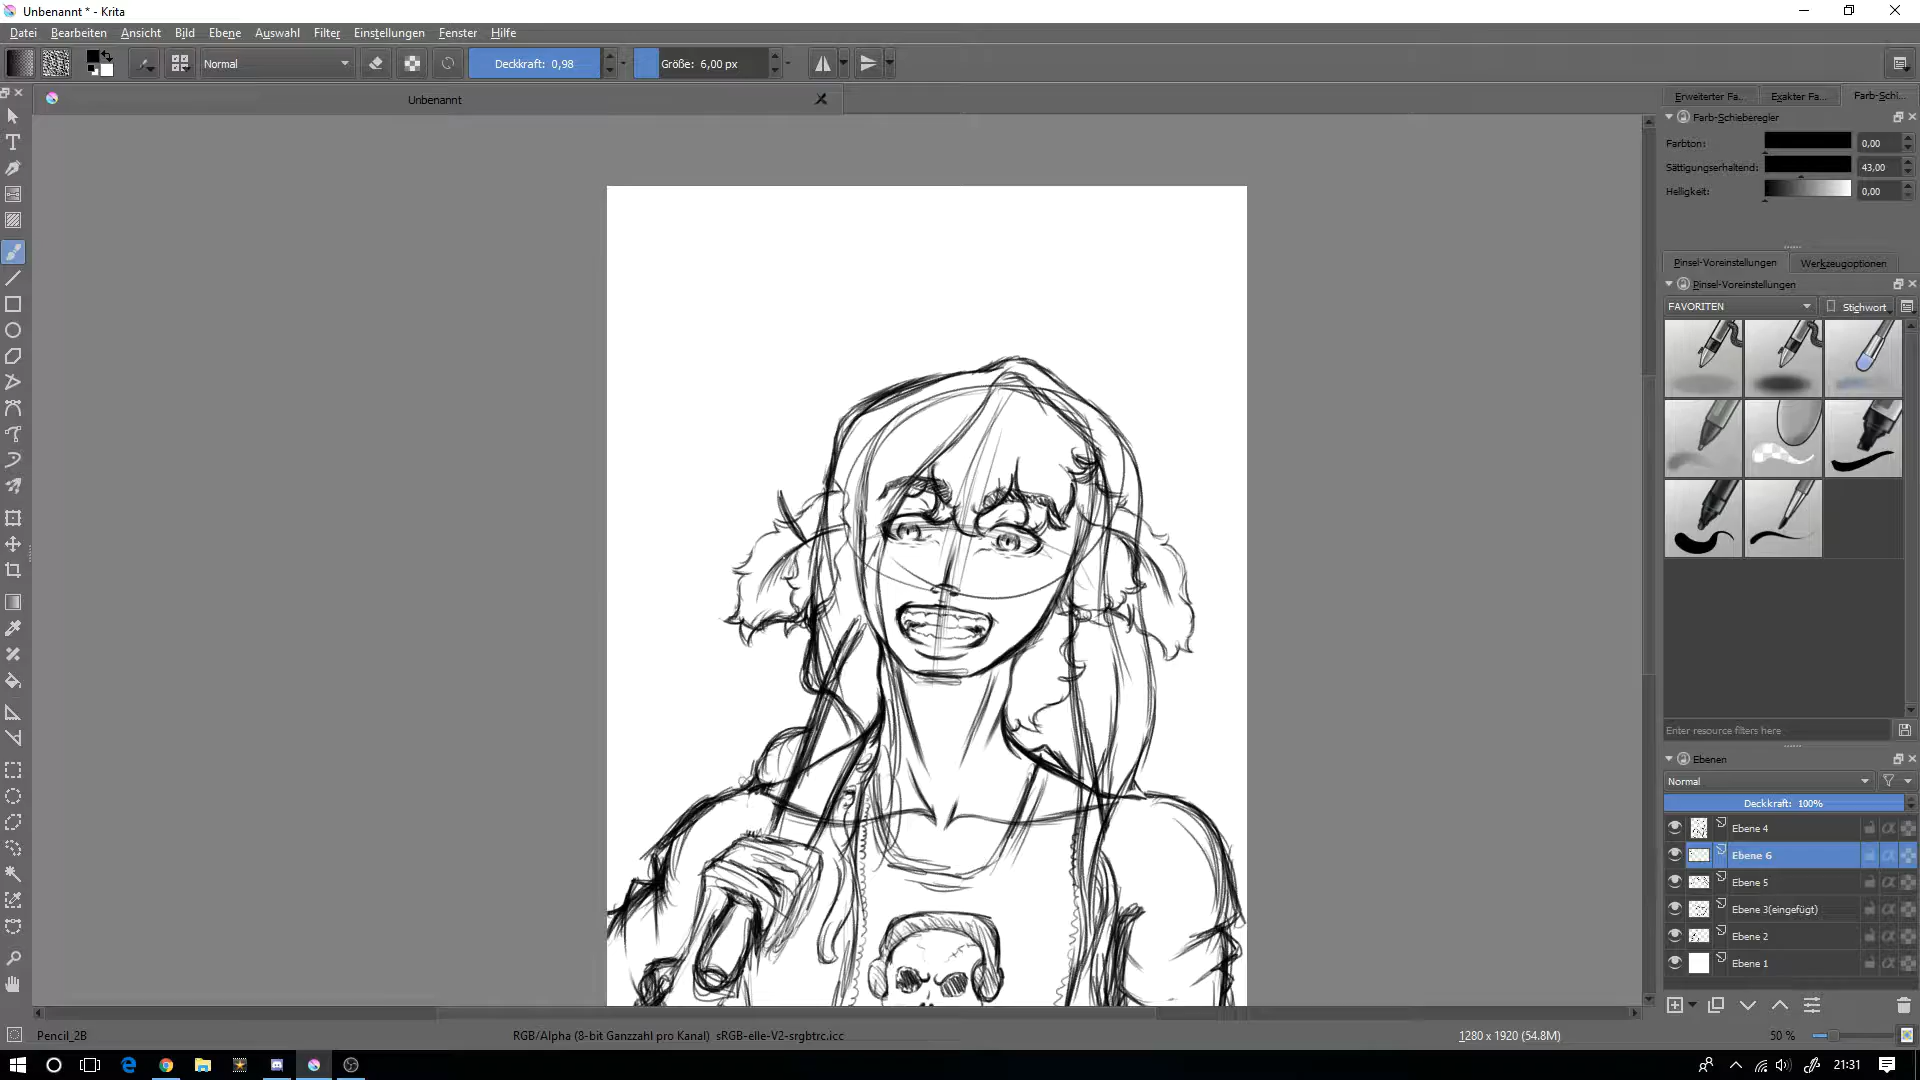 Unbenannt * - Krita
Datei Bearbeiten Ansicht Bild Ebene Auswahl Filter Einstellungen Fenster Hilfe
Normal Deckkraft: 0,98 Größe: 6,00 px
Unbenannt
Erweiterter Fa... Exakter Fa... Farb-Schi...
Farb-Schieberegler
Farbton: 0,00
Sättigungserhaltend: 43,00
Helligkeit: 0,00
Pinsel-Voreinstellungen Werkzeugoptionen
Pinsel-Voreinstellungen
FAVORITEN Stichwort
Enter resource filters here
Ebenen
Normal
Deckkraft: 100%
Ebene 4
Ebene 6
Ebene 5
Ebene 3(eingefügt)
Ebene 2
Ebene 1
Pencil_2B RGB/Alpha (8-bit Ganzzahl pro Kanal) sRGB-elle-V2-srgbtrc.icc 1280 x 1920 (54.8M) 50 %
21:31